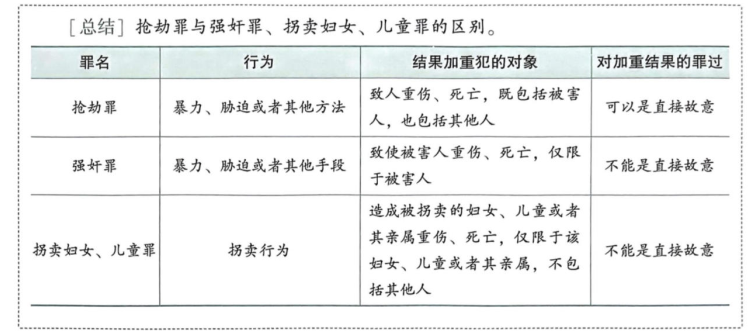 [总结] 抢劫罪与强奸罪、拐卖妇女、儿童罪的区别。
罪名 行为 结果加重犯的对象 对加重结果的罪过
抢劫罪 暴力、胁迫或者其他方法 致人重伤、死亡，既包括被害
人，也包括其他人 可以是直接故意
强奸罪 暴力、胁迫或者其他手段 致使被害人重伤、死亡，仅限
于被害人 不能是直接故意
拐卖妇女、儿童罪 拐卖行为 造成被拐卖的妇女、儿童或者
其亲属重伤、死亡，仅限于该
妇女、儿童或者其亲属，不包
括其他人 不能是直接故意